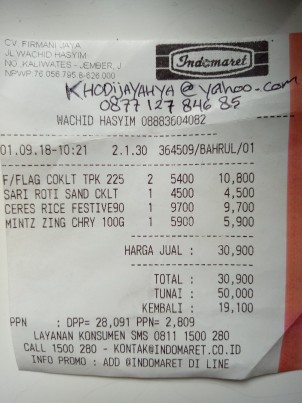 CV. FIRMANI JAYA
JL.WACHID HASYIM
NO KALIWATES - JEMBER, J
NPWP.76.056.795.8-626.000
Indomaret
KHODIJAYAHYA@yahoo.com
087712784685
WACHID HASYIM 08883604082
01.09.18-10:21 2.1.30 364509/BAHRUL/01
F/FLAG COKLT TPK 225 2 5400 10,800
SARI ROTI SAND CKLT 1 4500 4,500
CERES RICE FESTIVE90 1 9700 9,700
MINTZ ZING CHRY 100G 1 5900 5,900
HARGA JUAL : 30,900
TOTAL : 30,900
TUNAI : 50,000
KEMBALI : 19,100
PPN : DPP= 28,091 PPN= 2,809
LAYANAN KONSUMEN SMS 0811 1500 280
CALL 1500 280 - KONTAK@INDOMARET.CO.ID
INFO PROMO : ADD @INDOMARET DI LINE